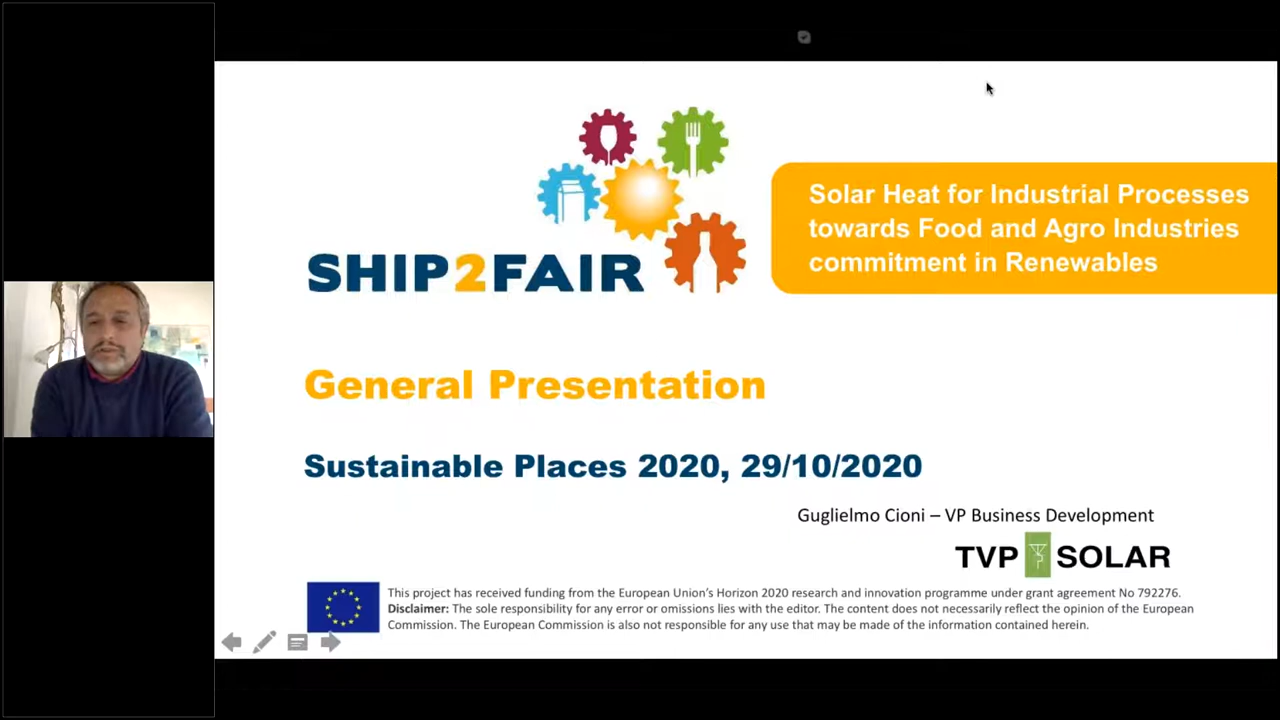 SHIP2FAIR
Solar Heat for Industrial Processes
towards Food and Agro Industries
commitment in Renewables
General Presentation
Sustainable Places 2020, 29/10/2020
Guglielmo Cioni – VP Business Development
TVP SOLAR
This project has received funding from the European Union’s Horizon 2020 research and innovation programme under grant agreement No 792276.
Disclaimer: The sole responsibility for any error or omissions lies with the editor. The content does not necessarily reflect the opinion of the European
Commission. The European Commission is also not responsible for any use that may be made of the information contained herein.